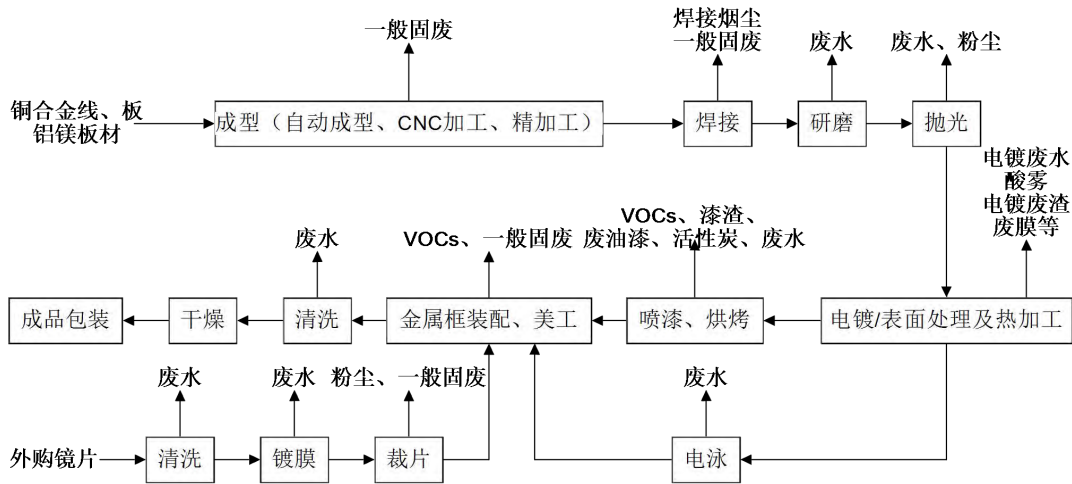 一般固废
焊接烟尘
一般固废
废水
废水、粉尘
铜合金线、板
铝镁板材
成型（自动成型、CNC加工、精加工）
焊接
研磨
抛光
电镀废水
酸雾
电镀废渣
废膜等
VOCs、漆渣、
废油漆、活性炭、废水
VOCs、一般固废
废水
成品包装
干燥
清洗
金属框装配、美工
喷漆、烘烤
电镀/表面处理及热加工
废水
废水
粉尘、一般固废
废水
外购镜片
清洗
镀膜
裁片
电泳